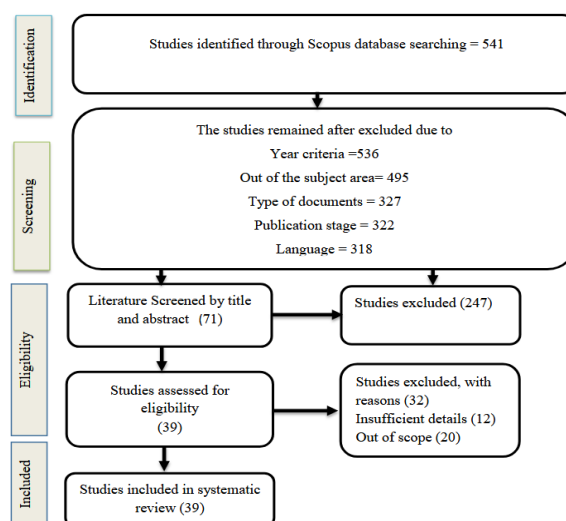 Identification
Studies identified through Scopus database searching = 541
Screening
The studies remained after excluded due to
Year criteria =536
Out of the subject area= 495
Type of documents = 327
Publication stage = 322
Language = 318
Eligibility
Literature Screened by title
and abstract (71)
Studies excluded (247)
Studies assessed for
eligibility
(39)
Studies excluded, with
reasons (32)
Insufficient details (12)
Out of scope (20)
Included
Studies included in systematic
review (39)